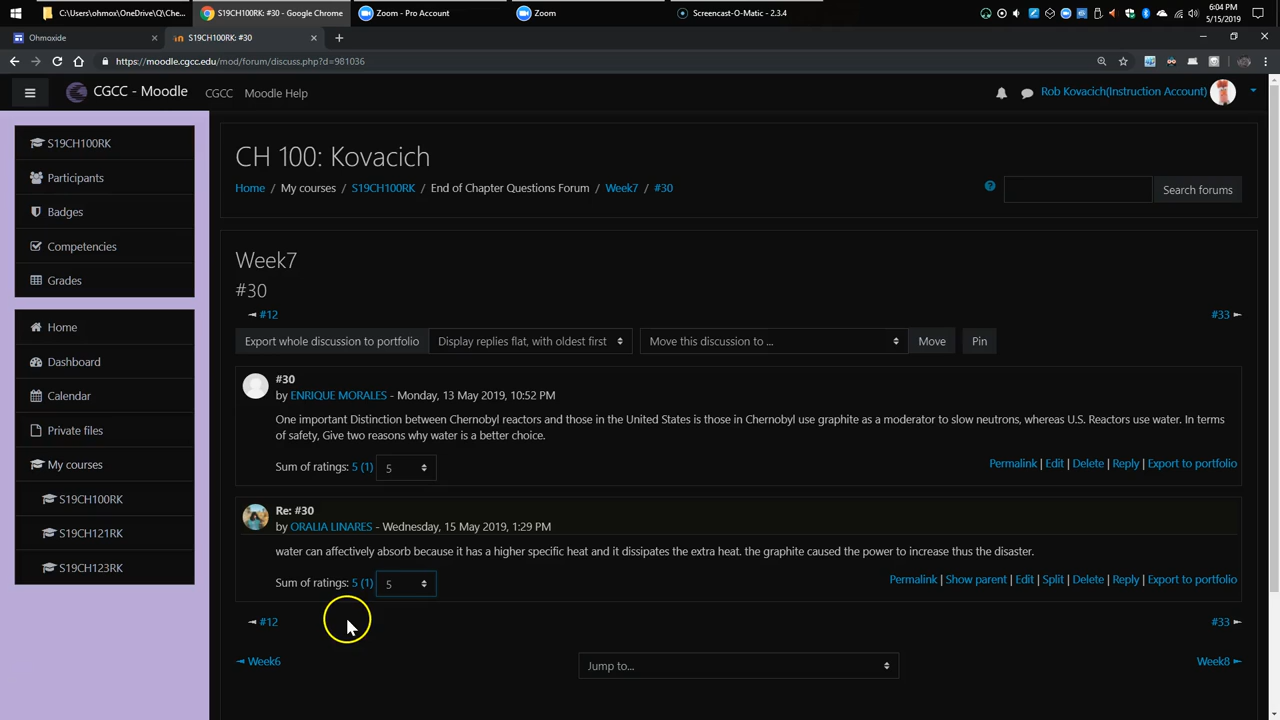 C:\Users\ohmox\OneDrive\Q\Che...
S19CH100RK: #30 - Google Chrome
Zoom - Pro Account
Zoom
Screencast-O-Matic - 2.3.4
6:04 PM
5/15/2019
Ohmoxide
S19CH100RK: #30
https://moodle.cgcc.edu/mod/forum/discuss.php?d=981036
CGCC - Moodle
CGCC
Moodle Help
Rob Kovacich(Instruction Account)
S19CH100RK
Participants
Badges
Competencies
Grades
Home
Dashboard
Calendar
Private files
My courses
S19CH100RK
S19CH121RK
S19CH123RK
CH 100: Kovacich
Home / My courses / S19CH100RK / End of Chapter Questions Forum / Week7 / #30
Search forums
Week7
#30
◄ #12
#33 ►
Export whole discussion to portfolio
Display replies flat, with oldest first
Move this discussion to ...
Move
Pin
#30
by ENRIQUE MORALES - Monday, 13 May 2019, 10:52 PM
One important Distinction between Chernobyl reactors and those in the United States is those in Chernobyl use graphite as a moderator to slow neutrons, whereas U.S. Reactors use water. In terms
of safety, Give two reasons why water is a better choice.
Sum of ratings: 5 (1) 5
Permalink | Edit | Delete | Reply | Export to portfolio
Re: #30
by ORALIA LINARES - Wednesday, 15 May 2019, 1:29 PM
water can affectively absorb because it has a higher specific heat and it dissipates the extra heat. the graphite caused the power to increase thus the disaster.
Sum of ratings: 5 (1) 5
Permalink | Show parent | Edit | Split | Delete | Reply | Export to portfolio
◄ #12
#33 ►
◄ Week6
Jump to...
Week8 ►